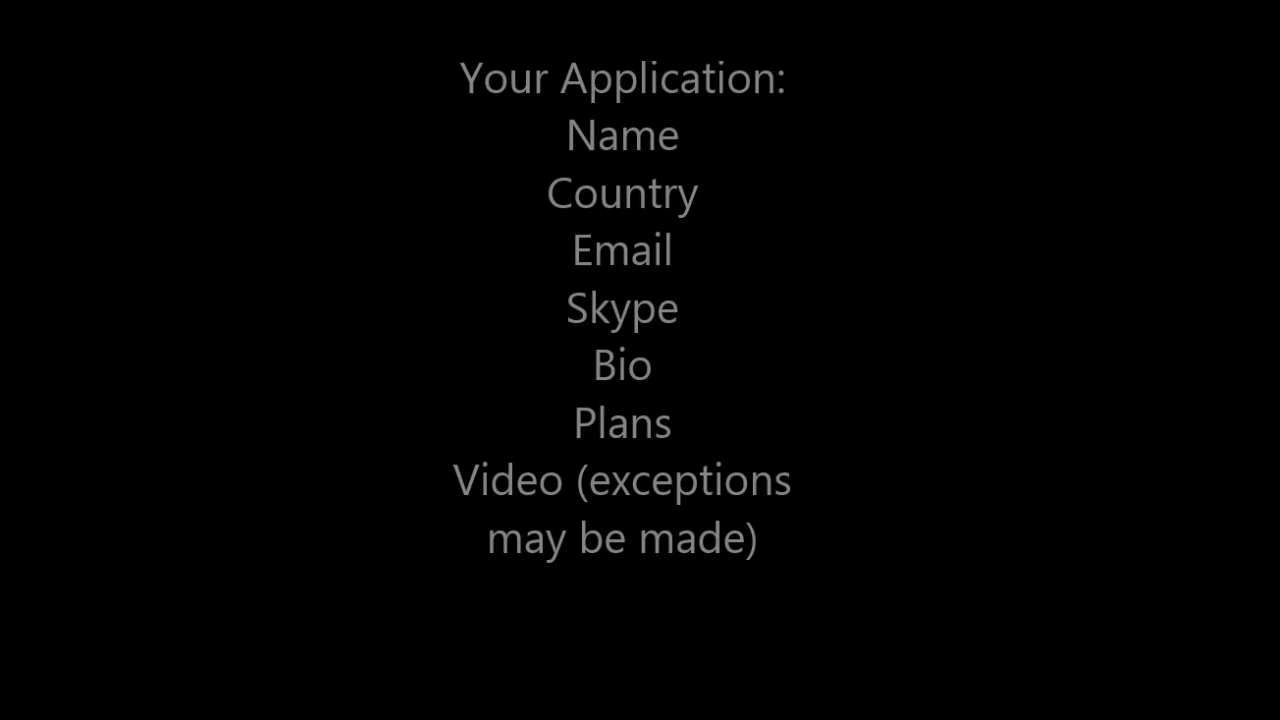 Your Application:
Name
Country
Email
Skype
Bio
Plans
Video (exceptions
may be made)